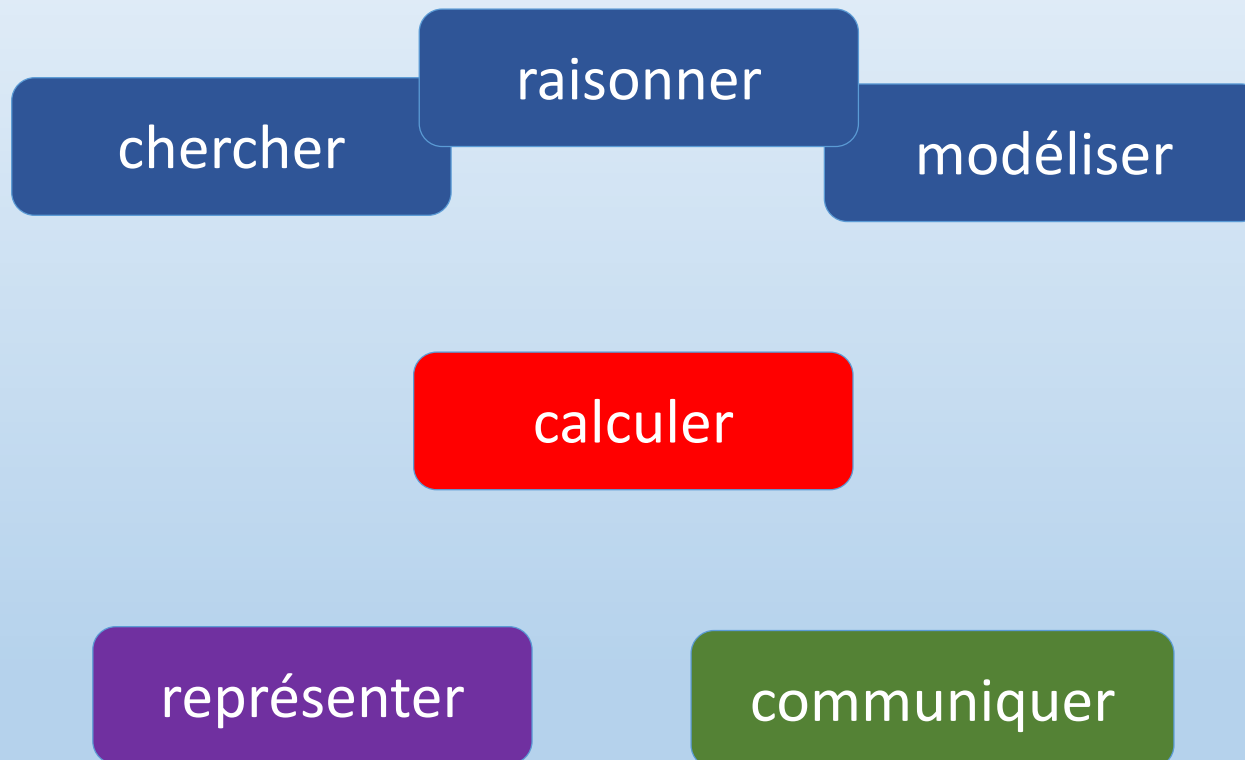 raisonner
chercher
modéliser
calculer
représenter
communiquer